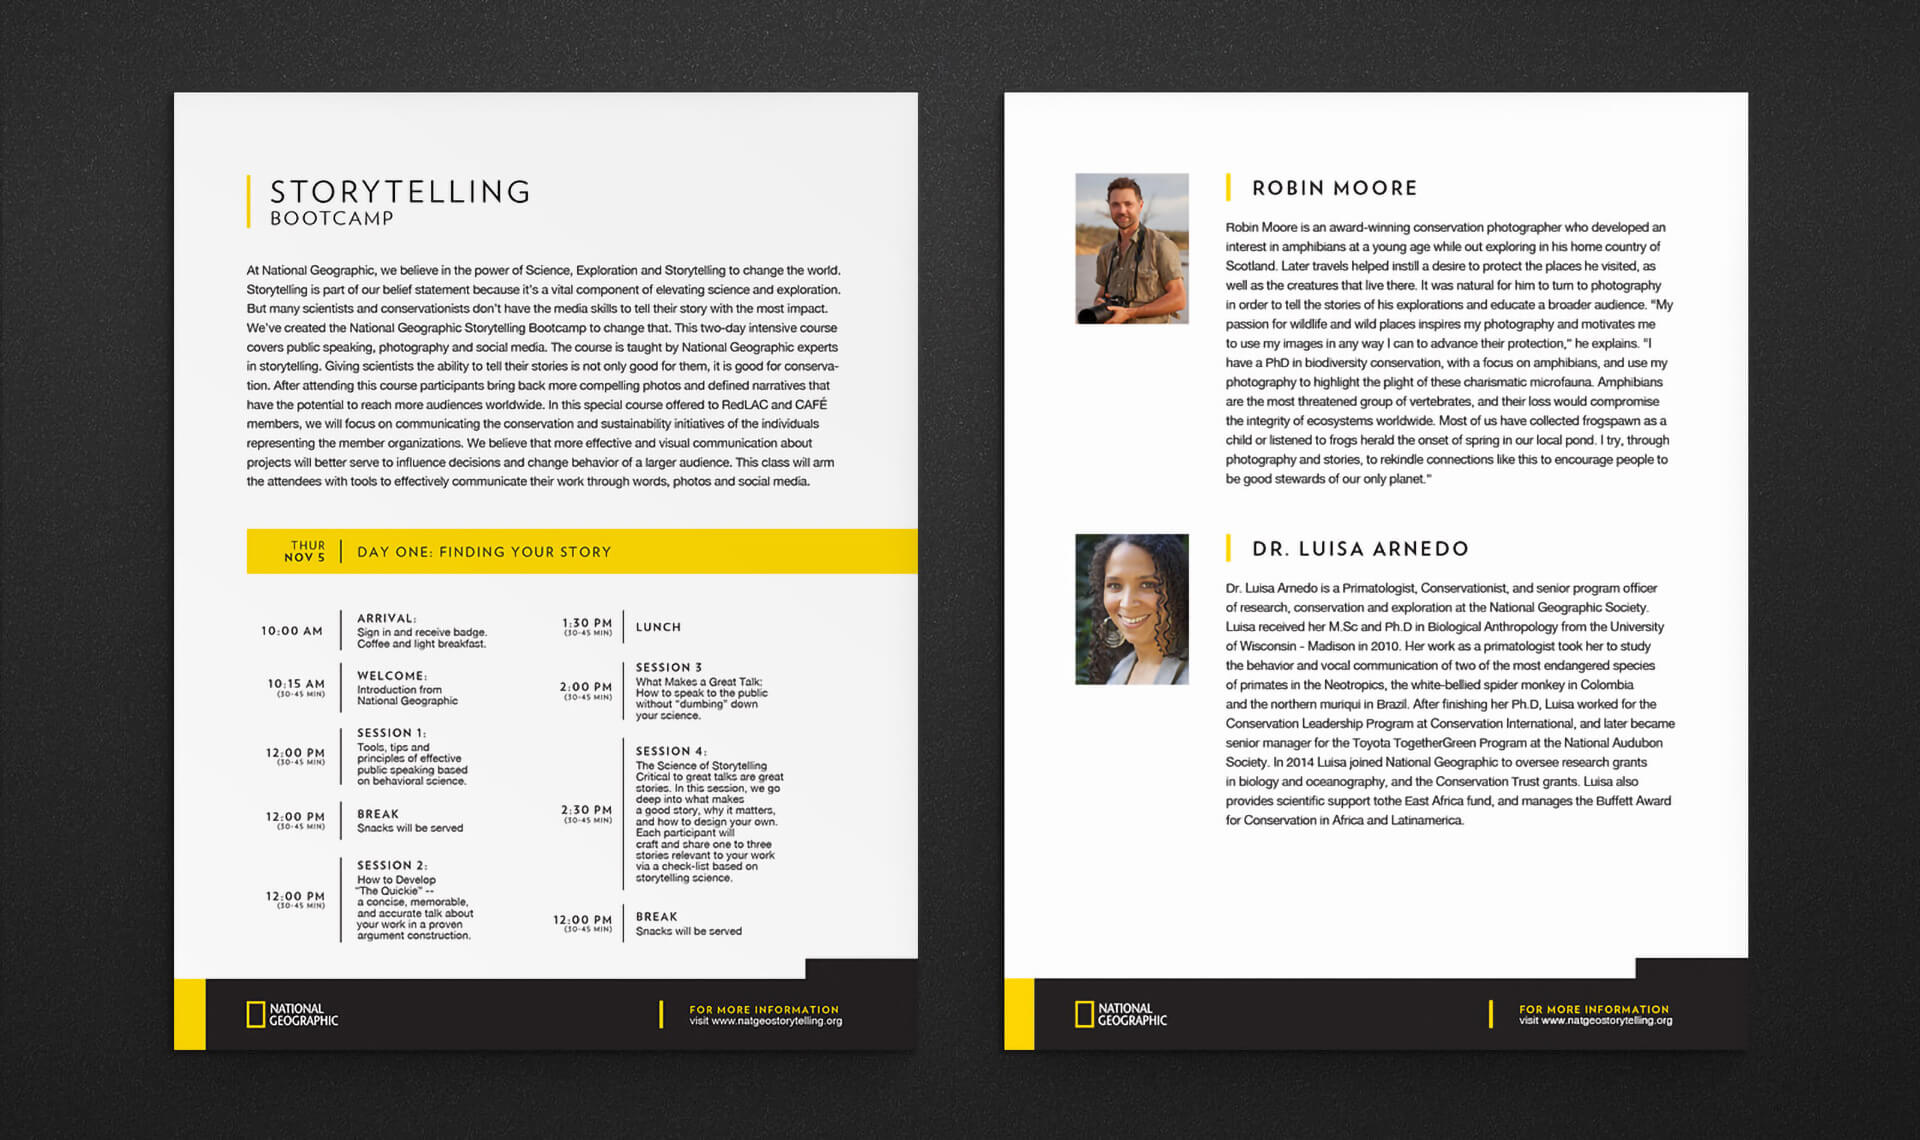 STORYTELLING
BOOTCAMP
At National Geographic, we believe in the power of Science, Exploration and Storytelling to change the world.
Storytelling is part of our belief statement because it's a vital component of elevating science and exploration.
But many scientists and conservationists don't have the media skills to tell their story with the most impact.
We've created the National Geographic Storytelling Bootcamp to change that. This two-day intensive course
covers public speaking, photography and social media. The course is taught by National Geographic experts
in storytelling. Giving scientists the ability to tell their stories is not only good for them, it is good for conserva-
tion. After attending this course participants bring back more compelling photos and defined narratives that
have the potential to reach more audiences worldwide. In this special course offered to RedLAC and CAFÉ
members, we will focus on communicating the conservation and sustainability initiatives of the individuals
representing the member organizations. We believe that more effective and visual communication about
projects will better serve to influence decisions and change behavior of a larger audience. This class will arm
the attendees with tools to effectively communicate their work through words, photos and social media.
THUR
NOV 5
DAY ONE: FINDING YOUR STORY
10:00 AM
ARRIVAL:
Sign in and receive badge.
Coffee and light breakfast.
10:15 AM
(30-45 MIN)
WELCOME:
Introduction from
National Geographic
12:00 PM
(30-45 MIN)
SESSION 1:
Tools, tips and
principles of effective
public speaking based
on behavioral science.
12:00 PM
(30-45 MIN)
BREAK
Snacks will be served
12:00 PM
(30-45 MIN)
SESSION 2:
How to Develop
"The Quickie" --
a concise, memorable,
and accurate talk about
your work in a proven
argument construction.
1:30 PM
(30-45 MIN)
LUNCH
2:00 PM
(30-45 MIN)
SESSION 3
What Makes a Great Talk:
How to speak to the public
without "dumbing" down
your science.
2:30 PM
(30-45 MIN)
SESSION 4:
The Science of Storytelling
Critical to great talks are great
stories. In this session, we go
deep into what makes
a good story, why it matters,
and how to design your own.
Each participant will
craft and share one to three
stories relevant to your work
via a check-list based on
storytelling science.
12:00 PM
(30-45 MIN)
BREAK
Snacks will be served
NATIONAL
GEOGRAPHIC
FOR MORE INFORMATION
visit www.natgeostorytelling.org
ROBIN MOORE
Robin Moore is an award-winning conservation photographer who developed an
interest in amphibians at a young age while out exploring in his home country of
Scotland. Later travels helped instill a desire to protect the places he visited, as
well as the creatures that live there. It was natural for him to turn to photography
in order to tell the stories of his explorations and educate a broader audience. "My
passion for wildlife and wild places inspires my photography and motivates me
to use my images in any way I can to advance their protection," he explains. "I
have a PhD in biodiversity conservation, with a focus on amphibians, and use my
photography to highlight the plight of these charismatic microfauna. Amphibians
are the most threatened group of vertebrates, and their loss would compromise
the integrity of ecosystems worldwide. Most of us have collected frogspawn as a
child or listened to frogs herald the onset of spring in our local pond. I try, through
photography and stories, to rekindle connections like this to encourage people to
be good stewards of our only planet."
DR. LUISA ARNEDO
Dr. Luisa Arnedo is a Primatologist, Conservationist, and senior program officer
of research, conservation and exploration at the National Geographic Society.
Luisa received her M.Sc and Ph.D in Biological Anthropology from the University
of Wisconsin - Madison in 2010. Her work as a primatologist took her to study
the behavior and vocal communication of two of the most endangered species
of primates in the Neotropics, the white-bellied spider monkey in Colombia
and the northern muriqui in Brazil. After finishing her Ph.D, Luisa worked for the
Conservation Leadership Program at Conservation International, and later became
senior manager for the Toyota TogetherGreen Program at the National Audubon
Society. In 2014 Luisa joined National Geographic to oversee research grants
in biology and oceanography, and the Conservation Trust grants. Luisa also
provides scientific support tothe East Africa fund, and manages the Buffett Award
for Conservation in Africa and Latinamerica.
NATIONAL
GEOGRAPHIC
FOR MORE INFORMATION
visit www.natgeostorytelling.org